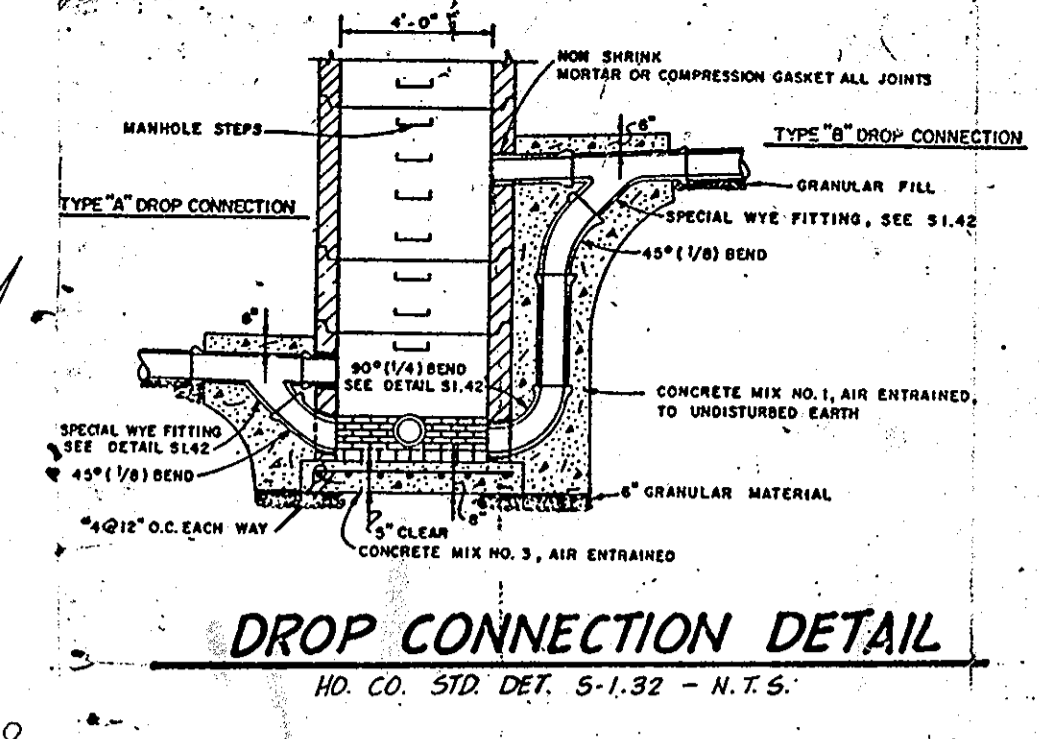 4'-0"
NON SHRINK
MORTAR OR COMPRESSION GASKET ALL JOINTS
MANHOLE STEPS
6"
TYPE "B" DROP CONNECTION
GRANULAR FILL
TYPE "A" DROP CONNECTION
SPECIAL WYE FITTING, SEE S1.42
45° (1/8) BEND
6"
90° (1/4) BEND
SEE DETAIL S1.42
CONCRETE MIX NO. 1, AIR ENTRAINED,
TO UNDISTURBED EARTH
SPECIAL WYE FITTING
SEE DETAIL S1.42
45° (1/8) BEND
6" GRANULAR MATERIAL
"4@12" O.C. EACH WAY
8"
CLEAR
CONCRETE MIX NO. 3, AIR ENTRAINED
DROP CONNECTION DETAIL
HO. CO. STD. DET. S-1.32 - N.T.S.